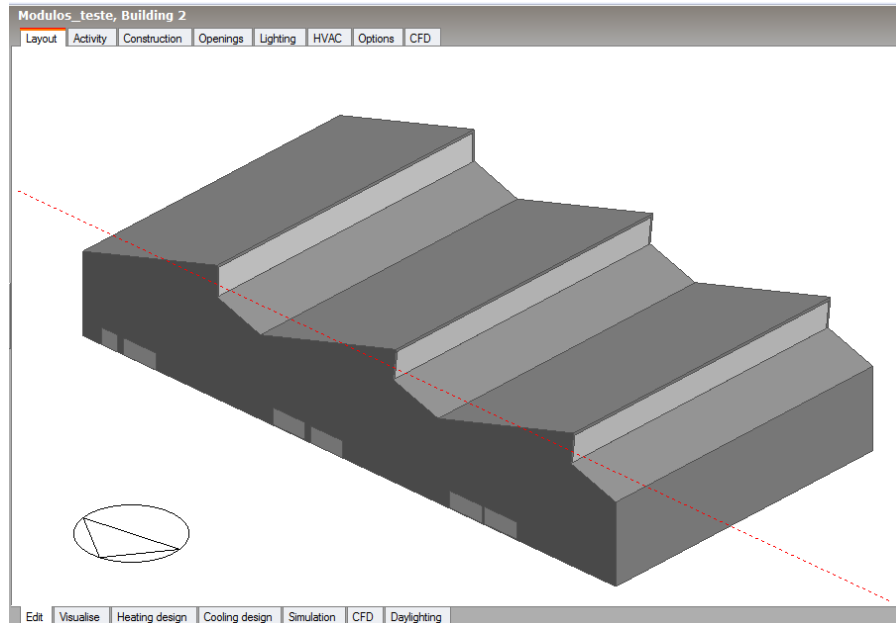 Modulos_teste, Building 2
Layout Activity Construction Openings Lighting HVAC Options CFD
Edit Visualise Heating design Cooling design Simulation CFD Daylighting